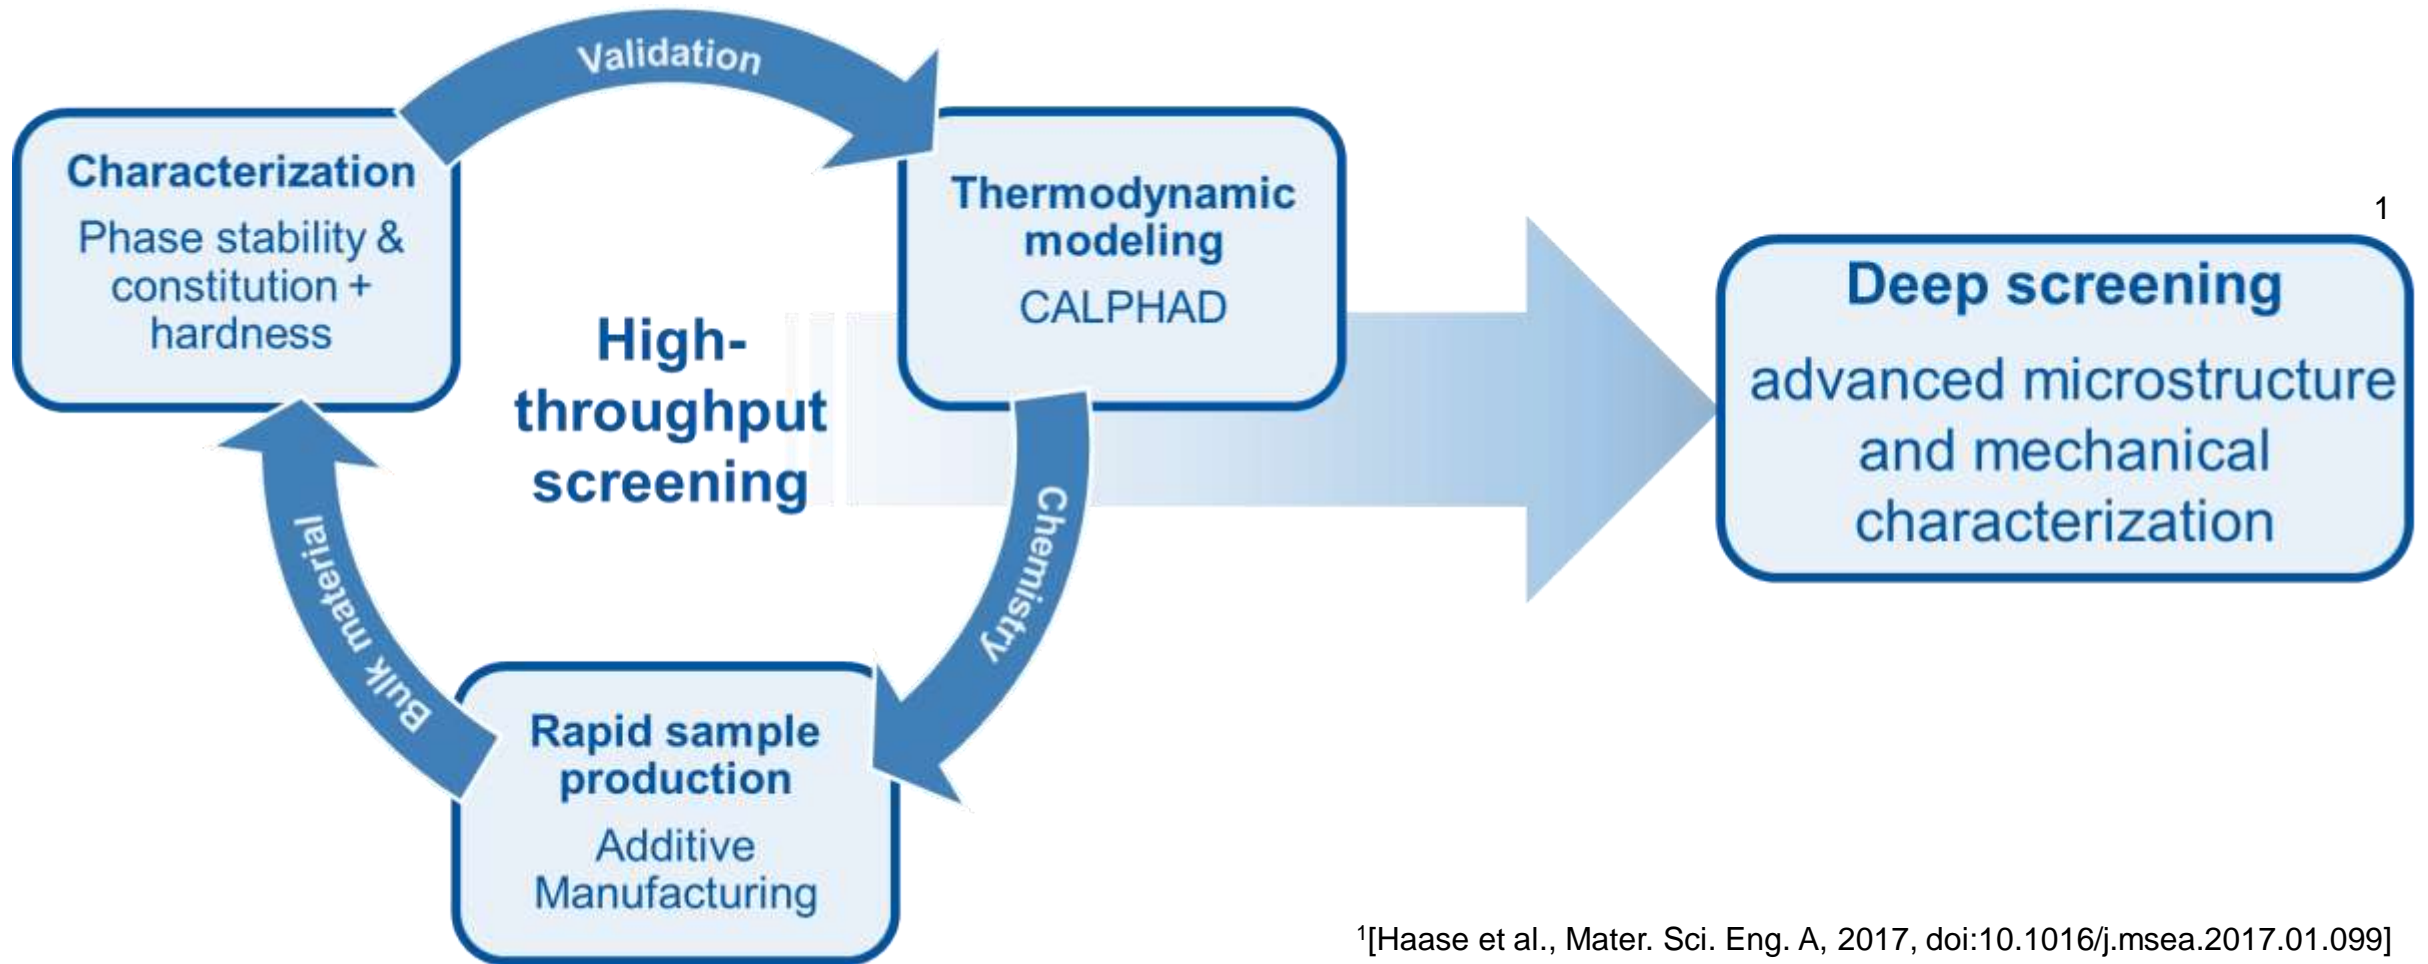 Validation
Characterization
Phase stability &
constitution +
hardness
Thermodynamic
modeling
CALPHAD
High-
throughput
screening
1
Deep screening
advanced microstructure
and mechanical
characterization
Chemistry
Bulk material
Rapid sample
production
Additive
Manufacturing
1[Haase et al., Mater. Sci. Eng. A, 2017, doi:10.1016/j.msea.2017.01.099]